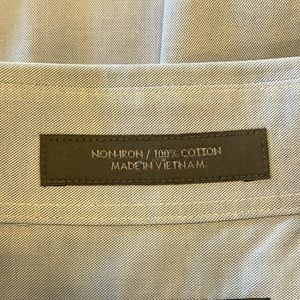 NON-IRON / 100% COTTON
MADE IN VIETNAM